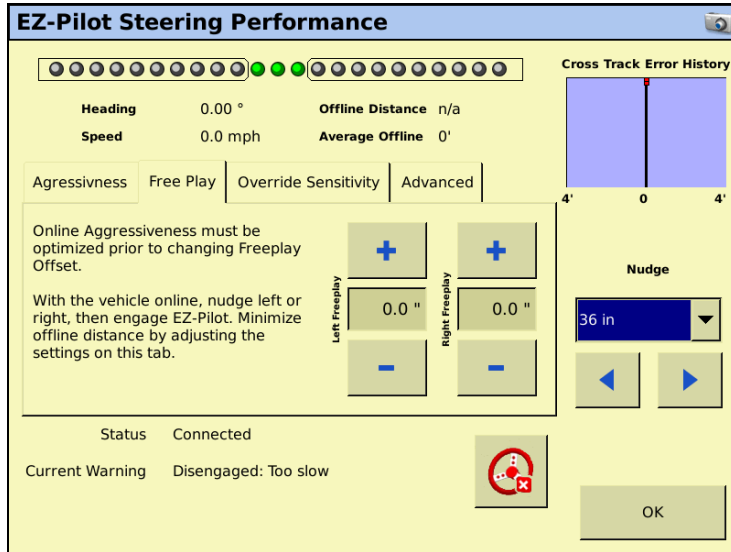 EZ-Pilot Steering Performance
Cross Track Error History
Heading 0.00 ° Offline Distance n/a
Speed 0.0 mph Average Offline 0'
4' 0 4'
Agressivness Free Play Override Sensitivity Advanced
Online Aggressiveness must be
optimized prior to changing Freeplay
Offset.
With the vehicle online, nudge left or
right, then engage EZ-Pilot. Minimize
offline distance by adjusting the
settings on this tab.
Left Freeplay
+
0.0 "
-
Right Freeplay
+
0.0 "
-
Nudge
36 in
Status Connected
Current Warning Disengaged: Too slow
OK